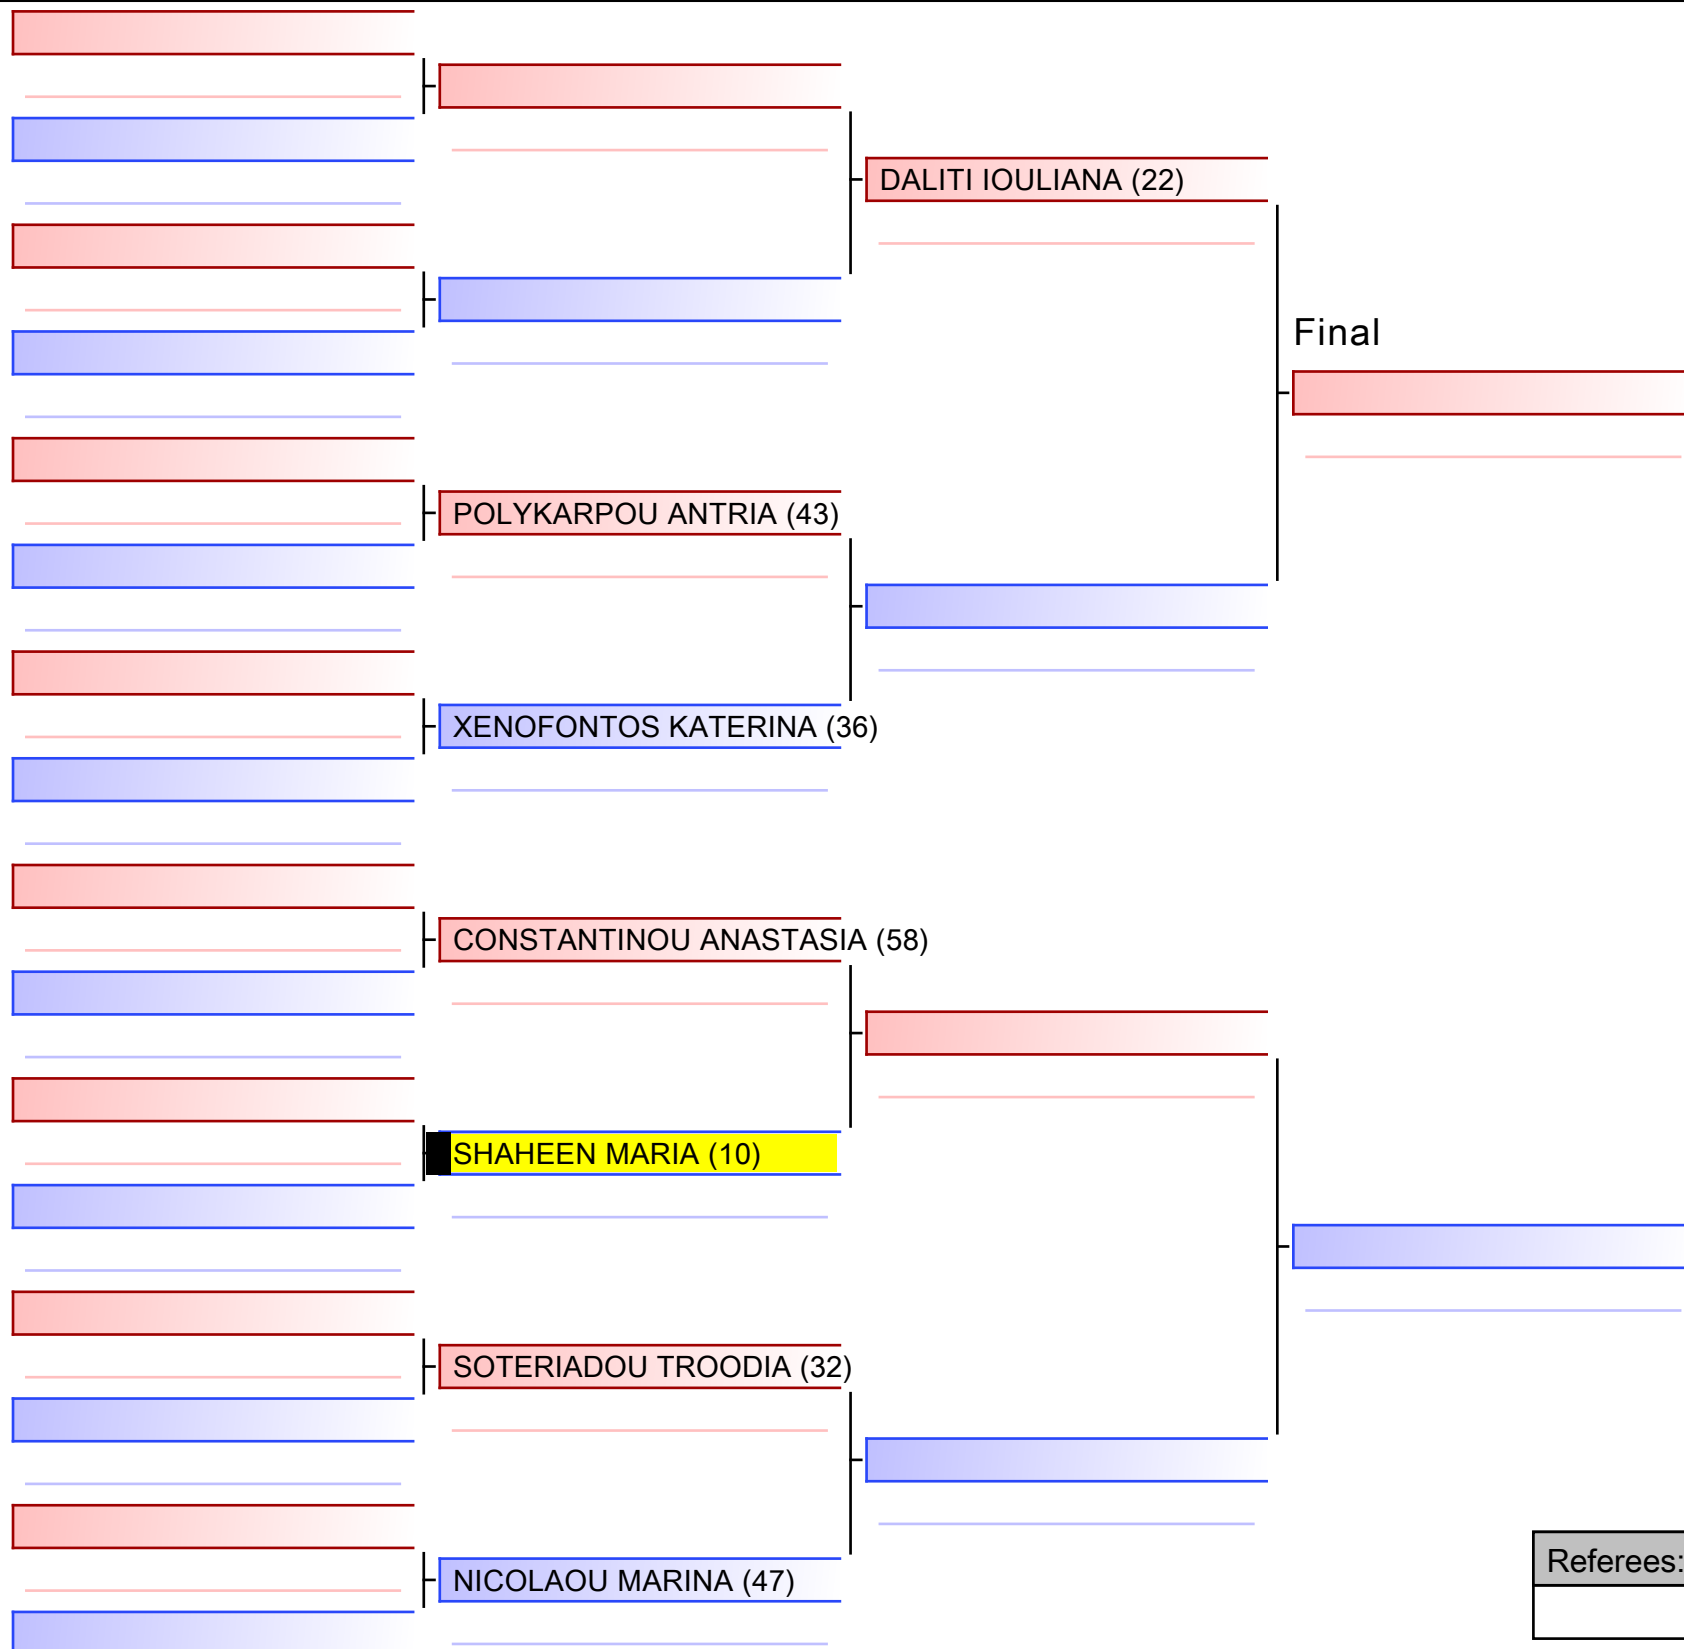 DALITI IOULIANA (22)
Final
POLYKARPOU ANTRIA (43)
XENOFONTOS KATERINA (36)
CONSTANTINOU ANASTASIA (58)
SHAHEEN MARIA (10)
SOTERIADOU TROODIA (32)
NICOLAOU MARINA (47)
Referees: